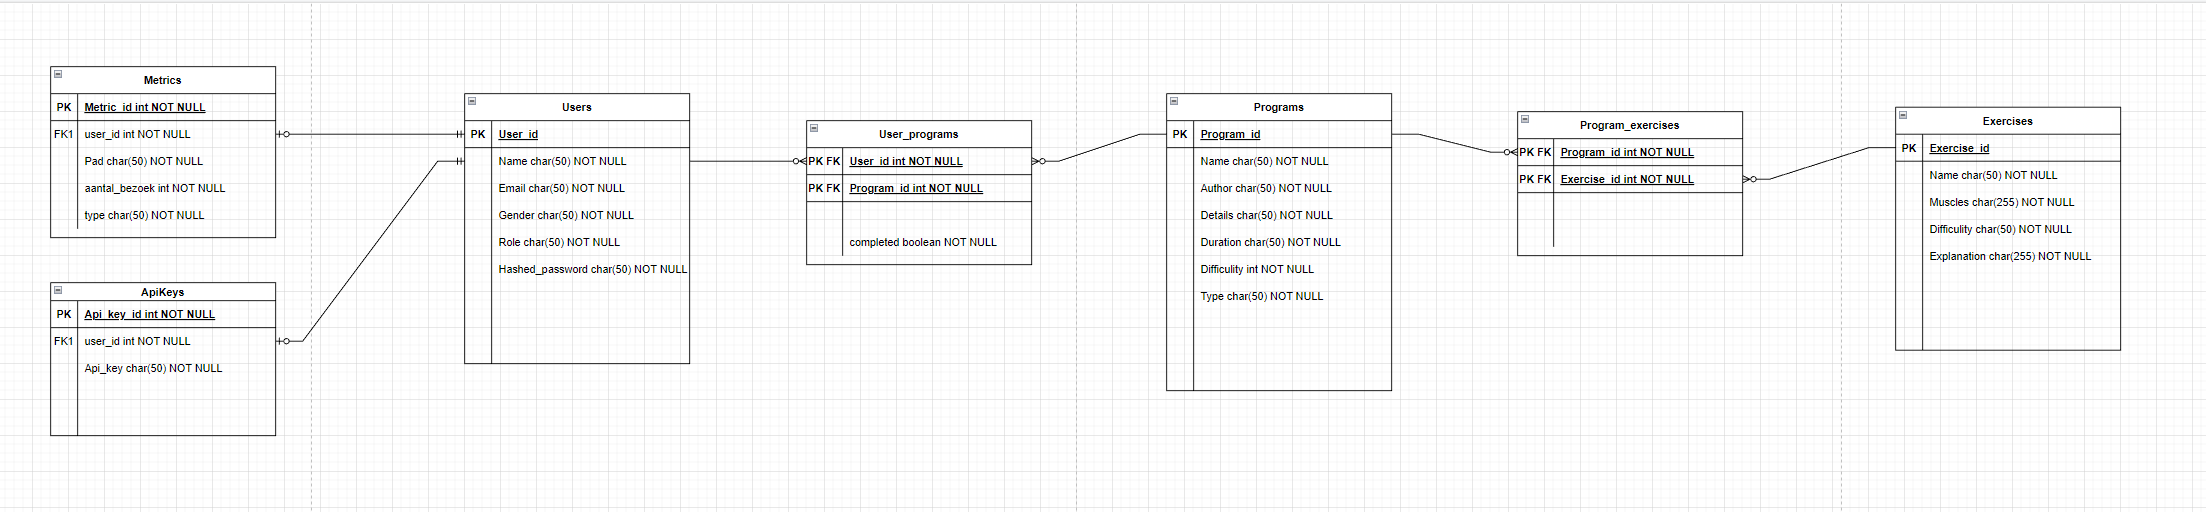 Metrics
PK Metric_id int NOT NULL
FK1 user_id int NOT NULL
Pad char(50) NOT NULL
aantal_bezoek int NOT NULL
type char(50) NOT NULL
ApiKeys
PK Api_key_id int NOT NULL
FK1 user_id int NOT NULL
Api_key char(50) NOT NULL
Users
PK User_id
Name char(50) NOT NULL
Email char(50) NOT NULL
Gender char(50) NOT NULL
Role char(50) NOT NULL
Hashed_password char(50) NOT NULL
User_programs
PK FK User_id int NOT NULL
PK FK Program_id int NOT NULL
completed boolean NOT NULL
Programs
PK Program_id
Name char(50) NOT NULL
Author char(50) NOT NULL
Details char(50) NOT NULL
Duration char(50) NOT NULL
Difficulity int NOT NULL
Type char(50) NOT NULL
Program_exercises
PK FK Program_id int NOT NULL
PK FK Exercise_id int NOT NULL
Exercises
PK Exercise_id
Name char(50) NOT NULL
Muscles char(255) NOT NULL
Difficulity char(50) NOT NULL
Explanation char(255) NOT NULL